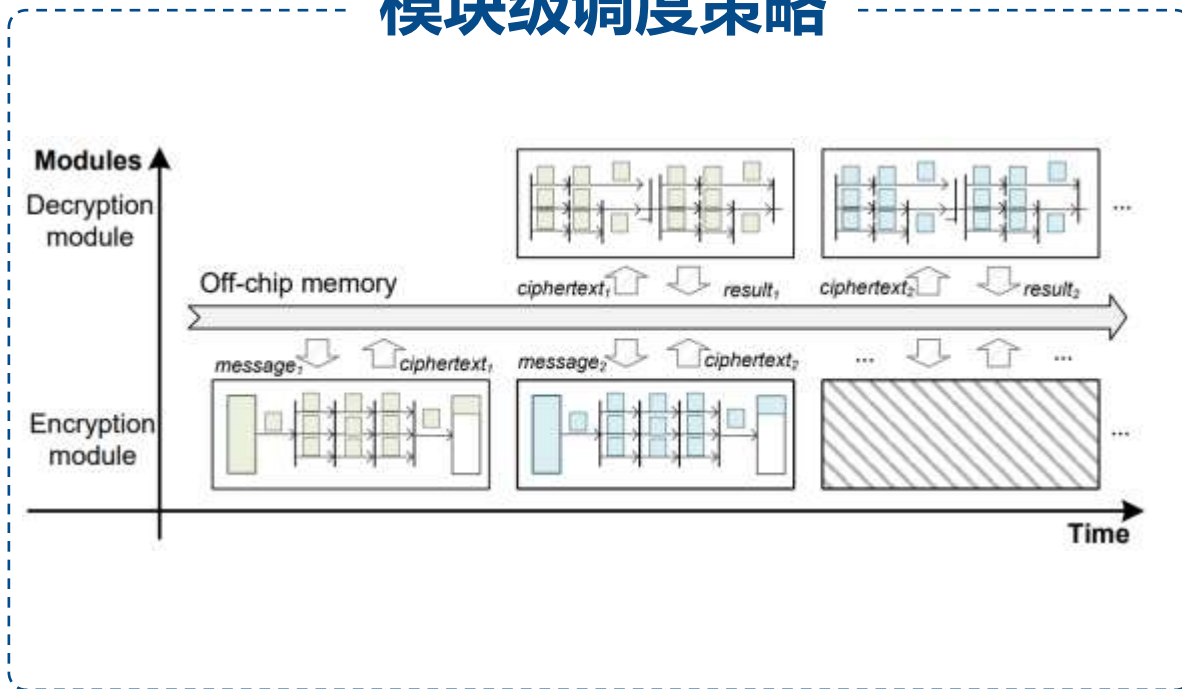 模块级调度策略
Modules
Decryption
module
...
Off-chip memory
ciphertext₁
result₁
ciphertext₂
result₂
message₁
ciphertext₁
message₂
ciphertext₂
...
...
Encryption
module
...
Time